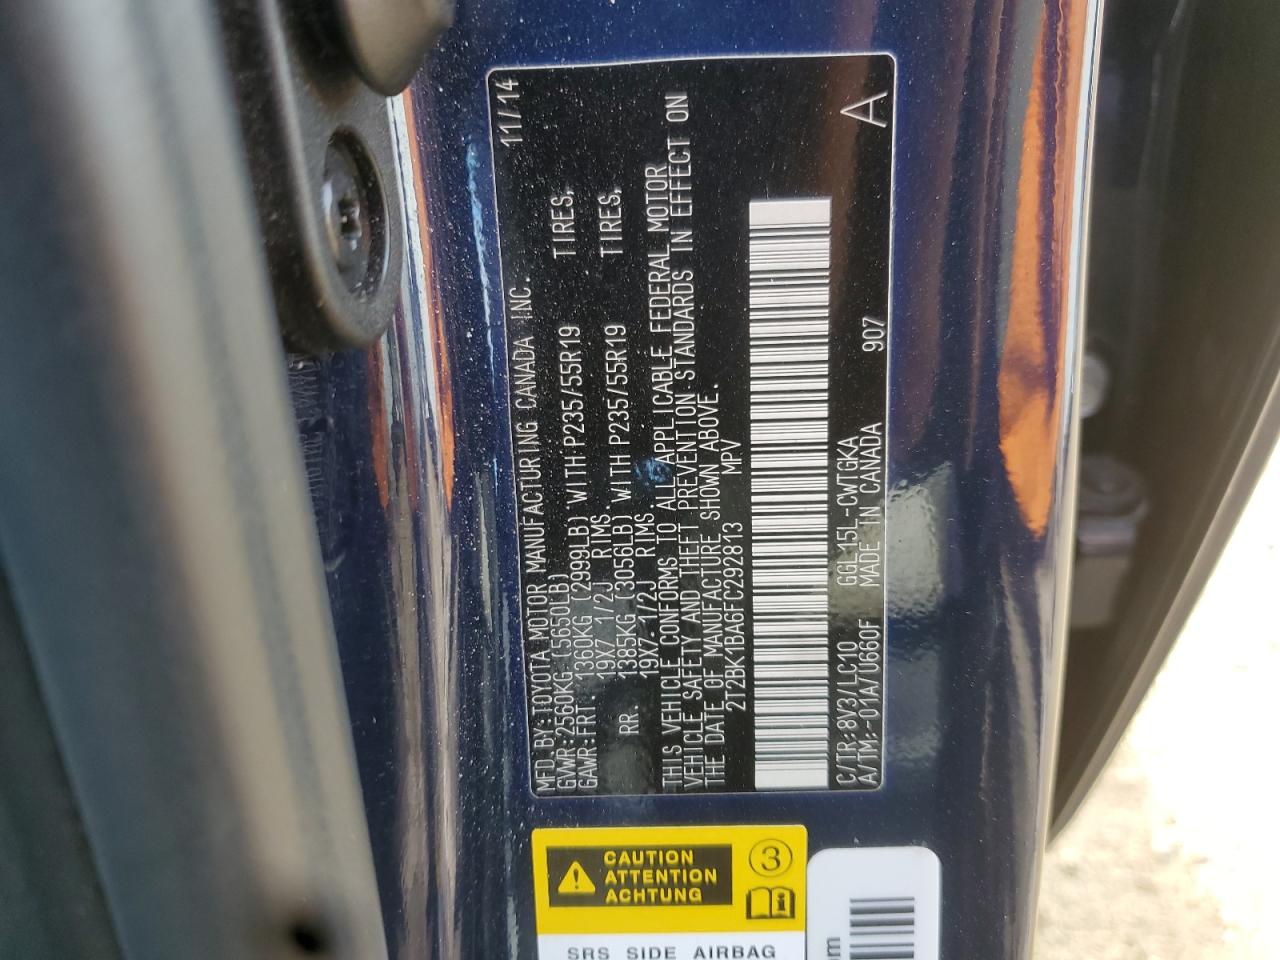 11/14
MFD. BY:TOYOTA MOTOR MANUFACTURING CANADA INC.
GVWR:2560KG (5650LB)
GAWR:FRT. 1360KG (2999LB) WITH P235/55R19 TIRES,
19X7-1/2J RIMS.
RR. 1385KG (3056LB) WITH P235/55R19 TIRES,
19X7-1/2J RIMS.
THIS VEHICLE CONFORMS TO ALL APPLICABLE FEDERAL MOTOR
VEHICLE SAFETY AND THEFT PREVENTION STANDARDS IN EFFECT ON
THE DATE OF MANUFACTURE SHOWN ABOVE.
2T2BK1BA6FC292813 MPV
C/TR:8V3/LC10 GGL15L-CWTGKA
A/TM:-01A/U660F MADE IN CANADA 907 A
CAUTION
ATTENTION
ACHTUNG
3
SRS SIDE AIRBAG